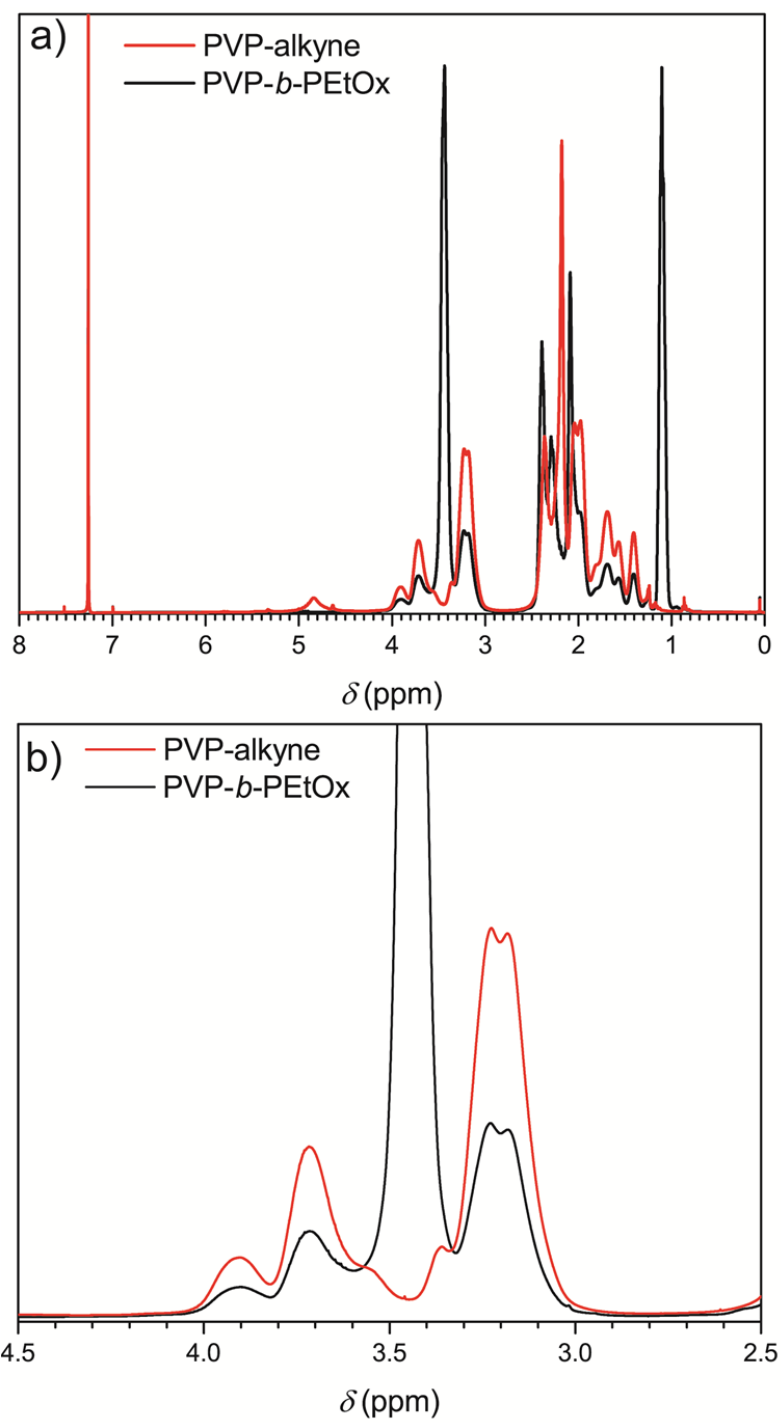 a)
PVP-alkyne
PVP-b-PEtOx
8 7 6 5 4 3 2 1 0
δ (ppm)
b)
PVP-alkyne
PVP-b-PEtOx
4.5 4.0 3.5 3.0 2.5
δ (ppm)